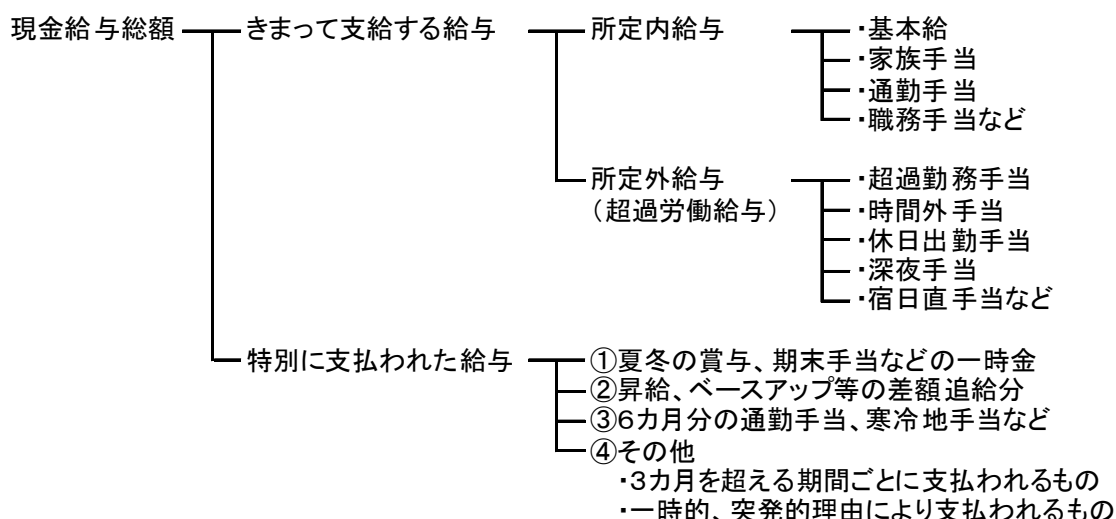 現金給与総額 きまって支給する給与 所定内給与 ・基本給
・家族手当
・通勤手当
・職務手当など
所定外給与 ・超過勤務手当
（超過労働給与） ・時間外手当
・休日出勤手当
・深夜手当
・宿日直手当など
特別に支払われた給与 ①夏冬の賞与、期末手当などの一時金
②昇給、ベースアップ等の差額追給分
③6カ月分の通勤手当、寒冷地手当など
④その他
・3カ月を超える期間ごとに支払われるもの
・一時的、突発的理由により支払われるもの